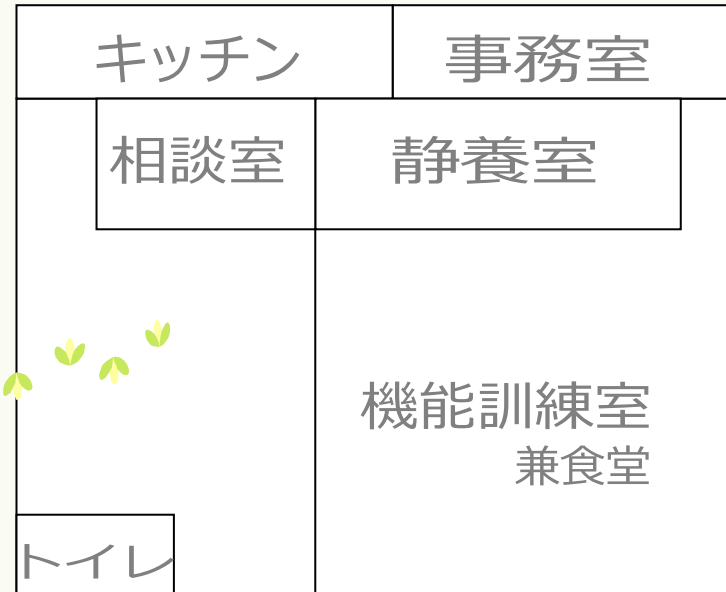 キッチン
事務室
相談室
静養室
機能訓練室
兼食堂
トイレ